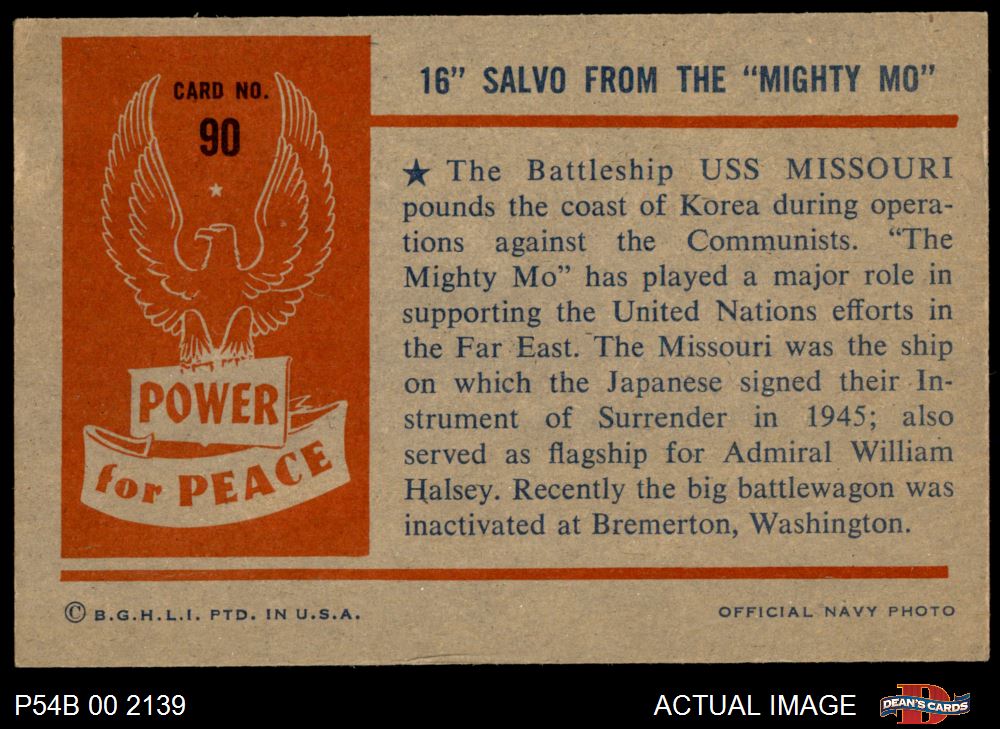 CARD NO.
90
POWER
for PEACE
16” SALVO FROM THE “MIGHTY MO”
★ The Battleship USS MISSOURI
pounds the coast of Korea during opera-
tions against the Communists. “The
Mighty Mo” has played a major role in
supporting the United Nations efforts in
the Far East. The Missouri was the ship
on which the Japanese signed their In-
strument of Surrender in 1945; also
served as flagship for Admiral William
Halsey. Recently the big battlewagon was
inactivated at Bremerton, Washington.
© B.G.H.L.I. PTD. IN U.S.A.
OFFICIAL NAVY PHOTO
P54B 00 2139
ACTUAL IMAGE
D
DEAN'S CARDS